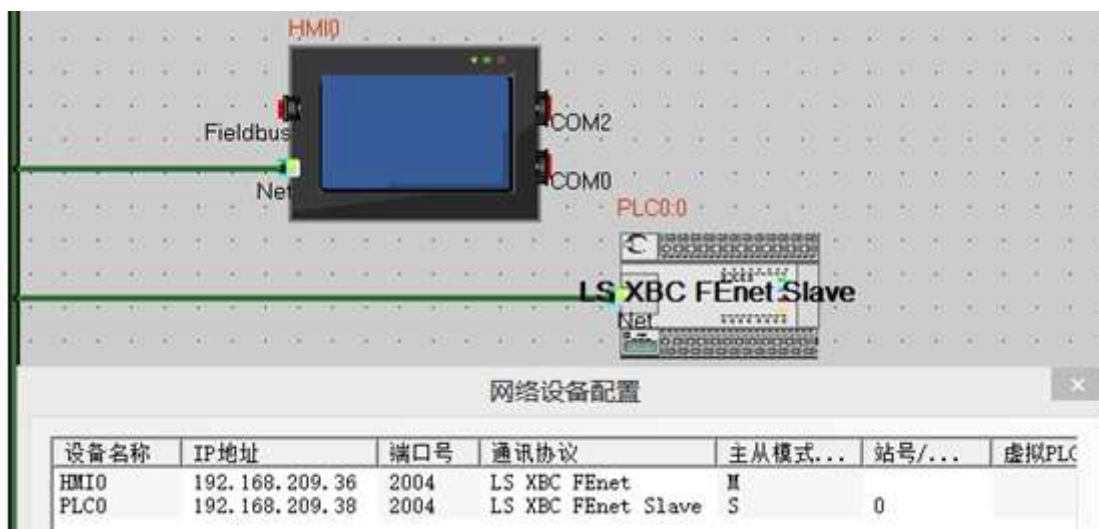 HMI0
Fieldbus
COM2
Net
COM0
PLC0:0
LS XBC FEnet Slave
Net
网络设备配置
设备名称 IP地址 端口号 通讯协议 主从模式... 站号/... 虚拟PLC
HMI0 192.168.209.36 2004 LS XBC FEnet M
PLC0 192.168.209.38 2004 LS XBC FEnet Slave S 0